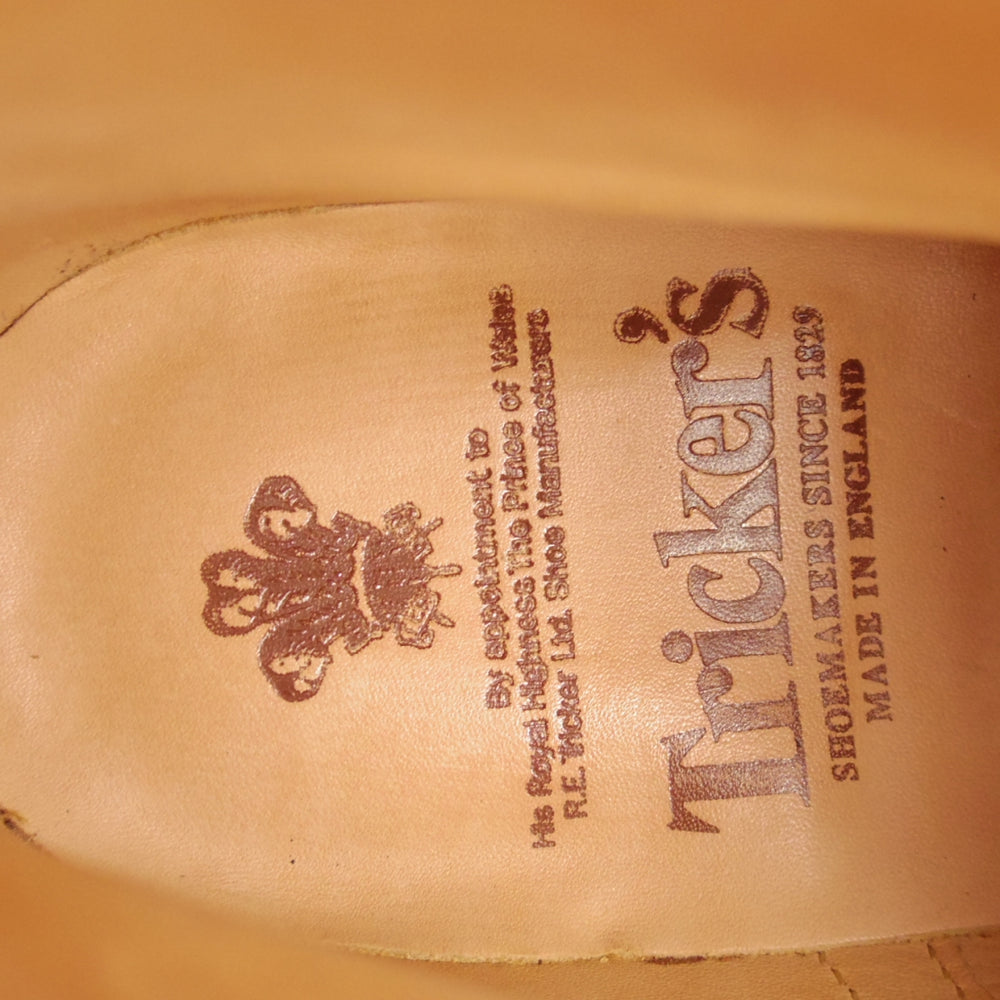 By appointment to
His Royal Highness The Prince of Wales
R.E. Tricker Ltd. Shoe Manufacturers
Tricker's
SHOEMAKERS SINCE 1829
MADE IN ENGLAND